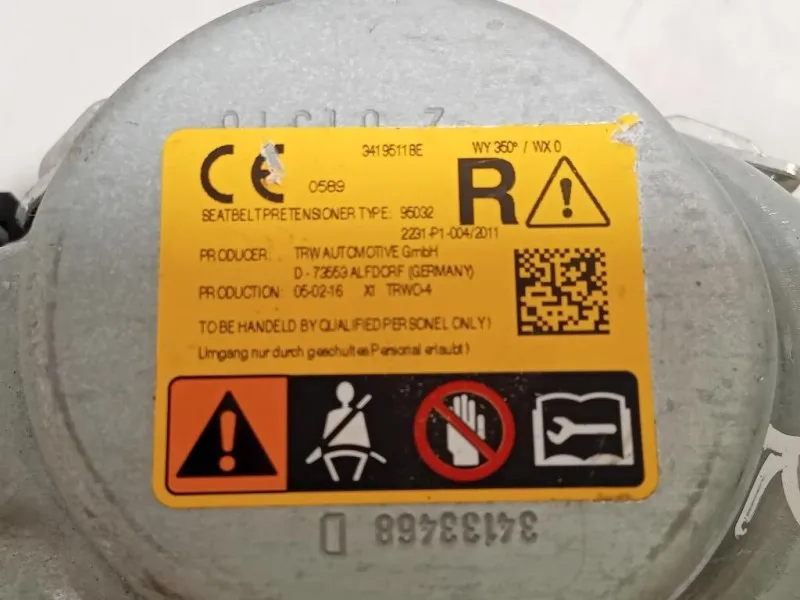 CE
0589
34195118E
WY 350° / WX 0
R
SEATBELT PRETENSIONER TYPE: 95032
2231-P1-004/2011
PRODUCER: TRW AUTOMOTIVE GmbH
D - 73553 ALFDORF (GERMANY)
PRODUCTION: 05-02-16 XI TRWO-4
TO BE HANDELD BY QUALIFIED PERSONEL ONLY!
Umgang nur durch geschultes Personal erlaubt!
34133468 D